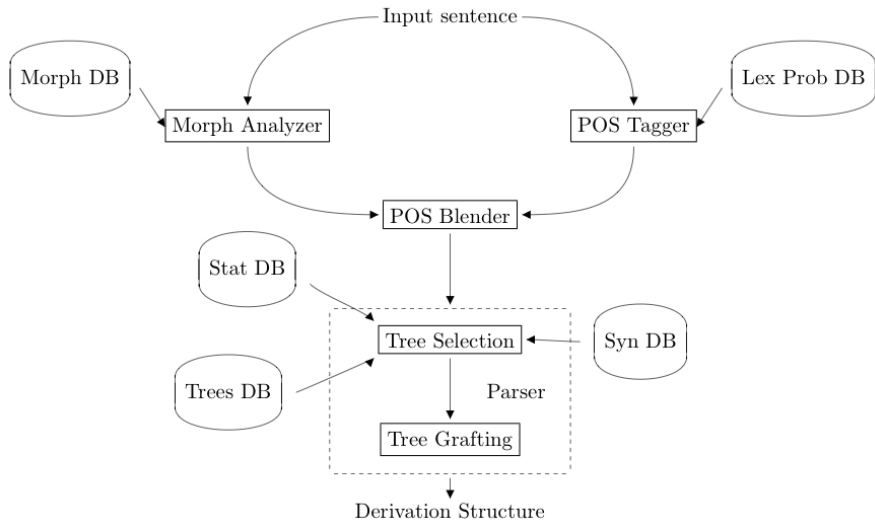 Input sentence
Morph DB
Lex Prob DB
Morph Analyzer
POS Tagger
POS Blender
Stat DB
Tree Selection
Syn DB
Trees DB
Parser
Tree Grafting
Derivation Structure